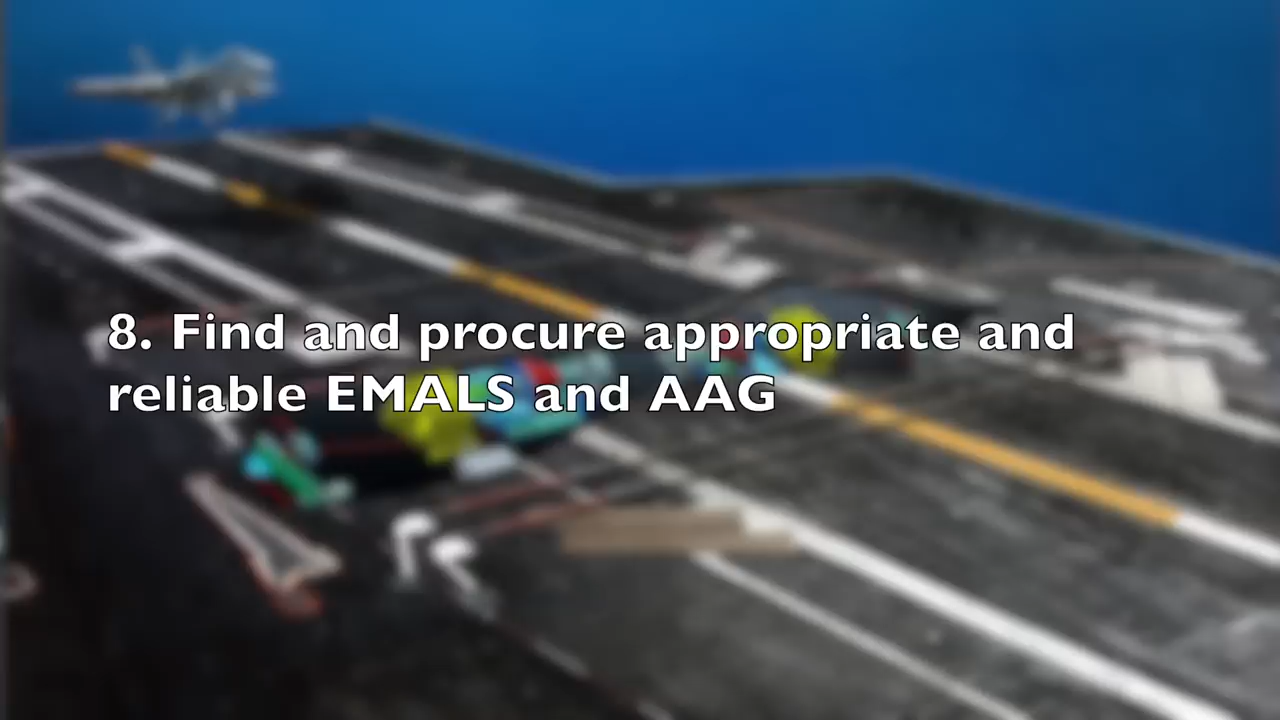 8. Find and procure appropriate and
reliable EMALS and AAG